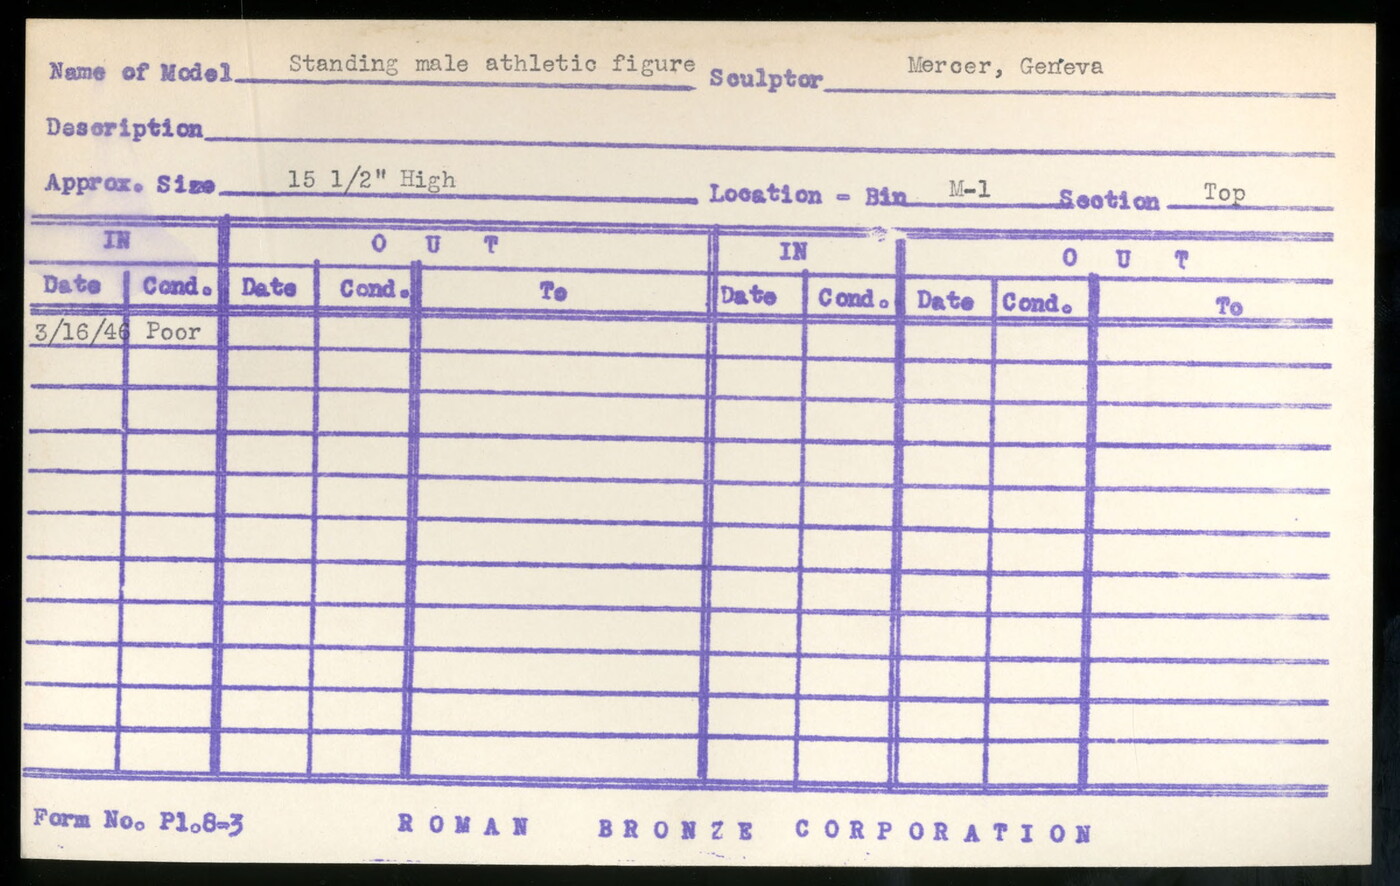 Name of Model Standing male athletic figure Sculptor Mercer, Geneva
Description
Approx. Size 15 1/2" High Location - Bin M-1 Section Top
IN O U T IN O U T
Date Cond. Date Cond. To Date Cond. Date Cond. To
3/16/46 Poor
Form No. P1.8-3 ROMAN BRONZE CORPORATION